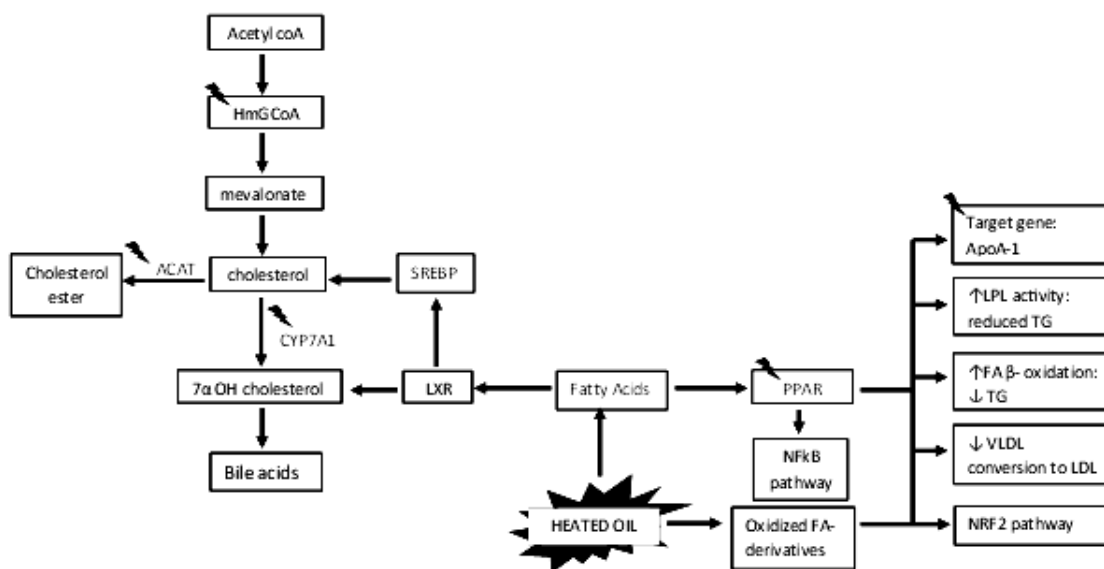 Acetyl coA
HmGCoA
mevalonate
Target gene:
ApoA-1
Cholesterol
ester
ACAT
cholesterol
SREBP
↑LPL activity:
reduced TG
CYP7A1
7α OH cholesterol
LXR
Fatty Acids
PPAR
↑FA β- oxidation:
↓ TG
Bile acids
NFkB
pathway
↓ VLDL
conversion to LDL
HEATED OIL
Oxidized FA-
derivatives
NRF2 pathway